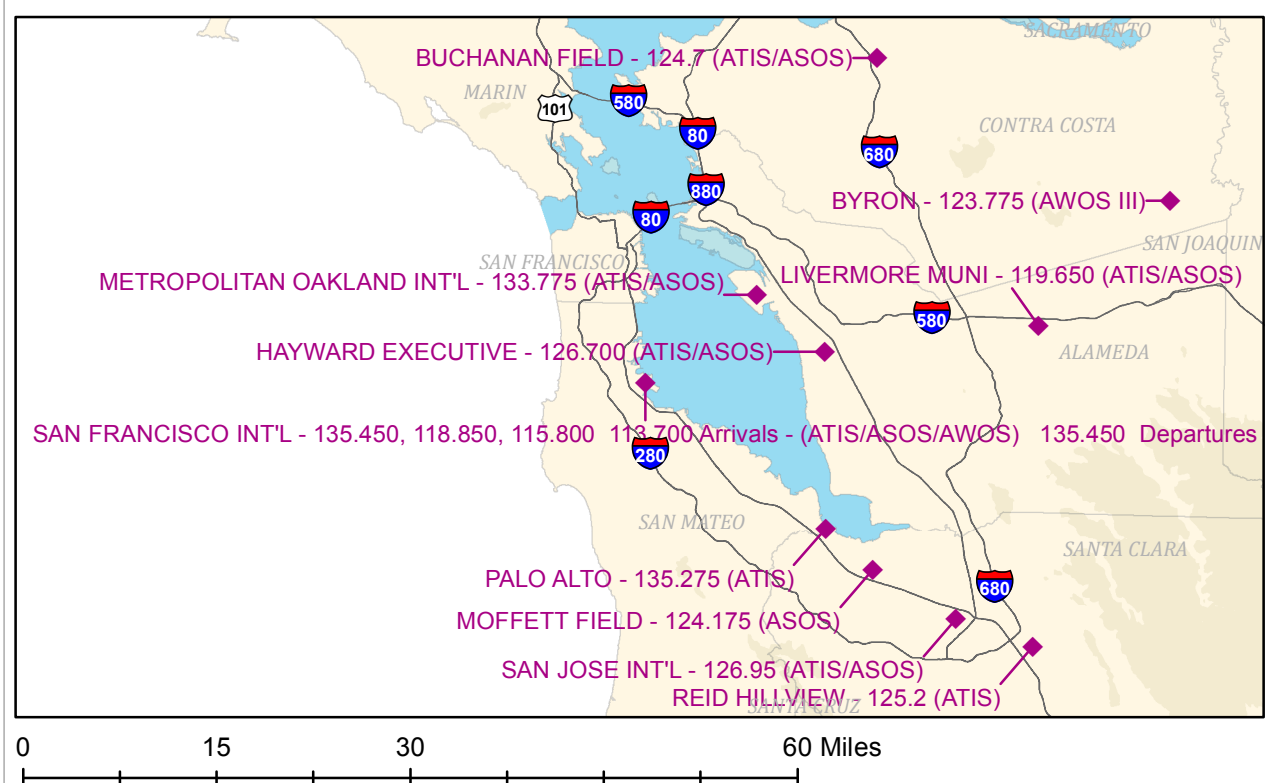 SACRAMENTO
BUCHANAN FIELD - 124.7 (ATIS/ASOS)
MARIN
580
101
CONTRA COSTA
80
680
880
BYRON - 123.775 (AWOS III)
80
SAN JOAQUIN
SAN FRANCISCO
LIVERMORE MUNI - 119.650 (ATIS/ASOS)
METROPOLITAN OAKLAND INT'L - 133.775 (ATIS/ASOS)
580
HAYWARD EXECUTIVE - 126.700 (ATIS/ASOS)
ALAMEDA
SAN FRANCISCO INT'L - 135.450, 118.850, 115.800 113.700 Arrivals - (ATIS/ASOS/AWOS) 135.450 Departures
280
SAN MATEO
SANTA CLARA
PALO ALTO - 135.275 (ATIS)
680
MOFFETT FIELD - 124.175 (ASOS)
SAN JOSE INT'L - 126.95 (ATIS/ASOS)
REID HILLVIEW - 125.2 (ATIS)
SANTA CRUZ
0 15 30 60 Miles